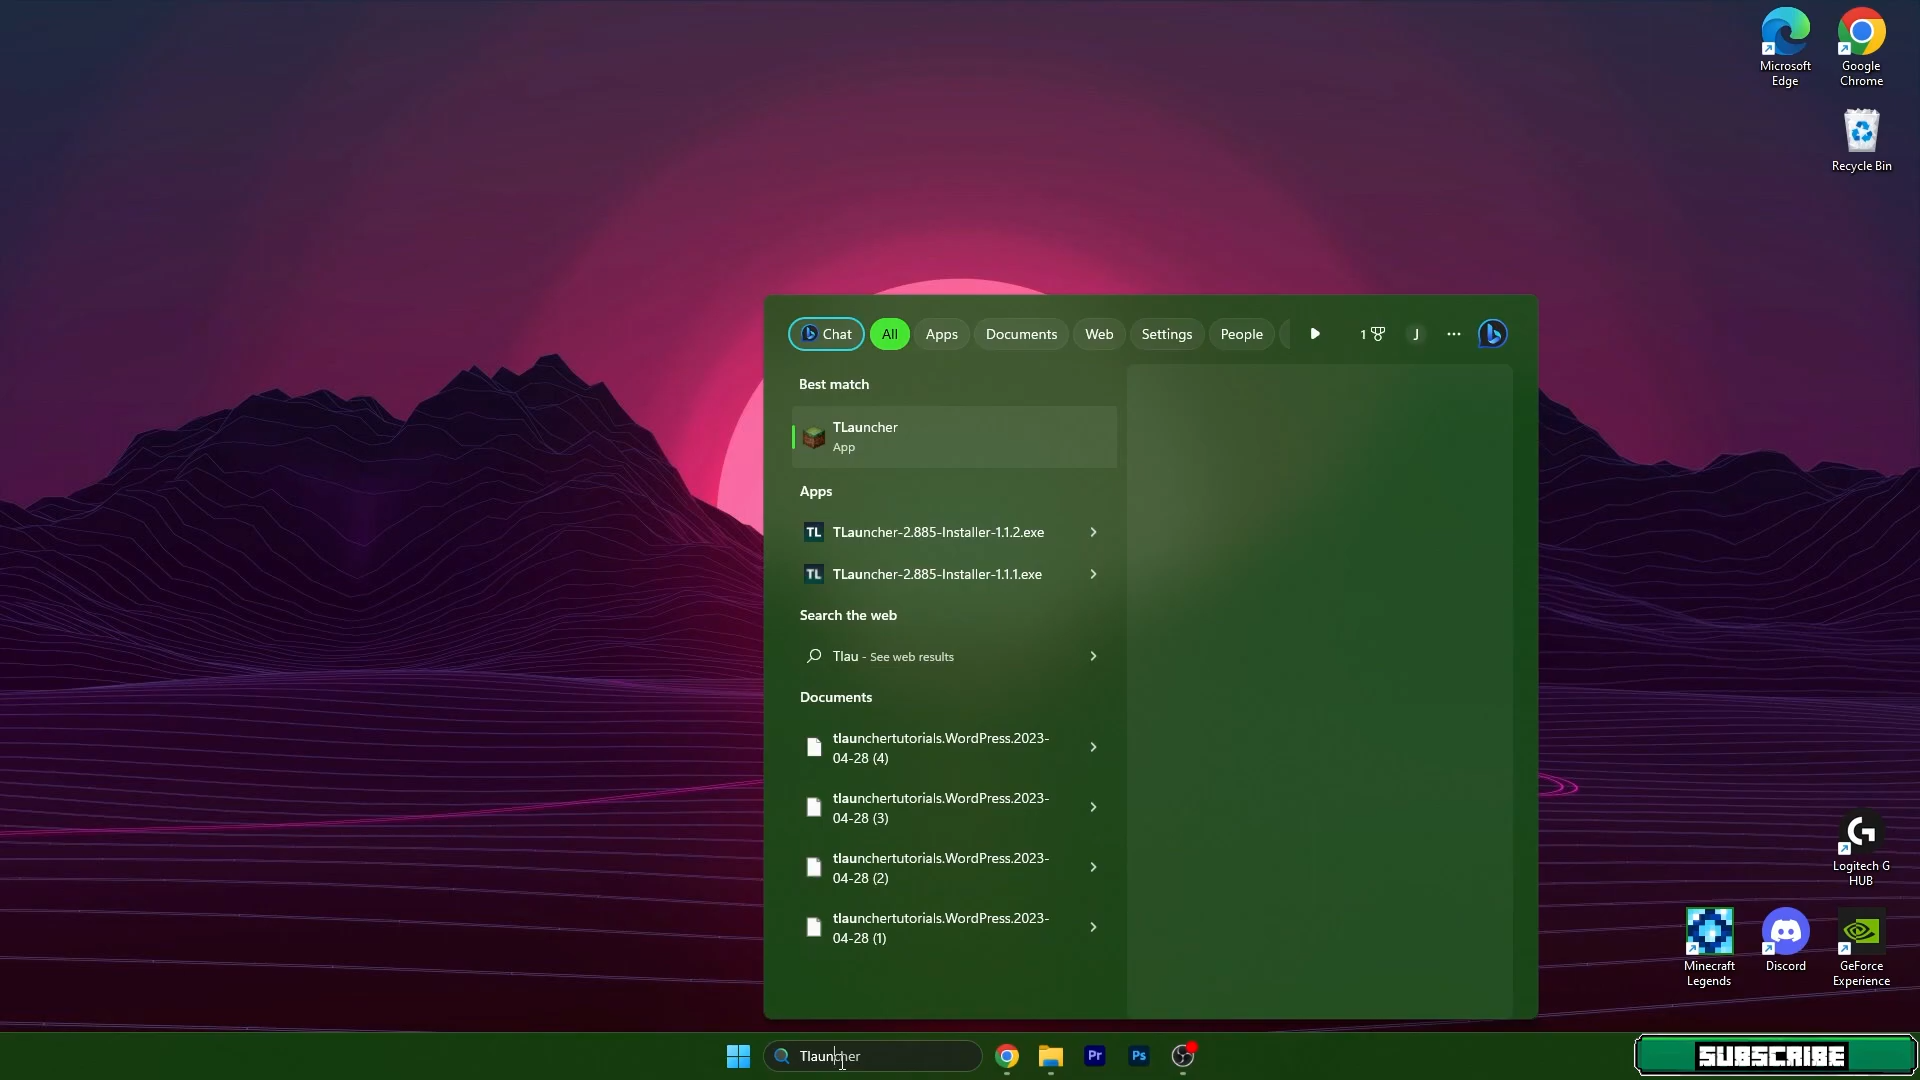 Microsoft
Edge
Google
Chrome
Recycle Bin
Chat
All
Apps
Documents
Web
Settings
People
1
J
Best match
TLauncher
App
Apps
TL
TLauncher-2.885-Installer-1.1.2.exe
TL
TLauncher-2.885-Installer-1.1.1.exe
Search the web
Tlau - See web results
Documents
tlaunchertutorials.WordPress.2023-
04-28 (4)
tlaunchertutorials.WordPress.2023-
04-28 (3)
tlaunchertutorials.WordPress.2023-
04-28 (2)
tlaunchertutorials.WordPress.2023-
04-28 (1)
Logitech G
HUB
Minecraft
Legends
Discord
GeForce
Experience
Tlauncher
Pr
Ps
SUBSCRIBE